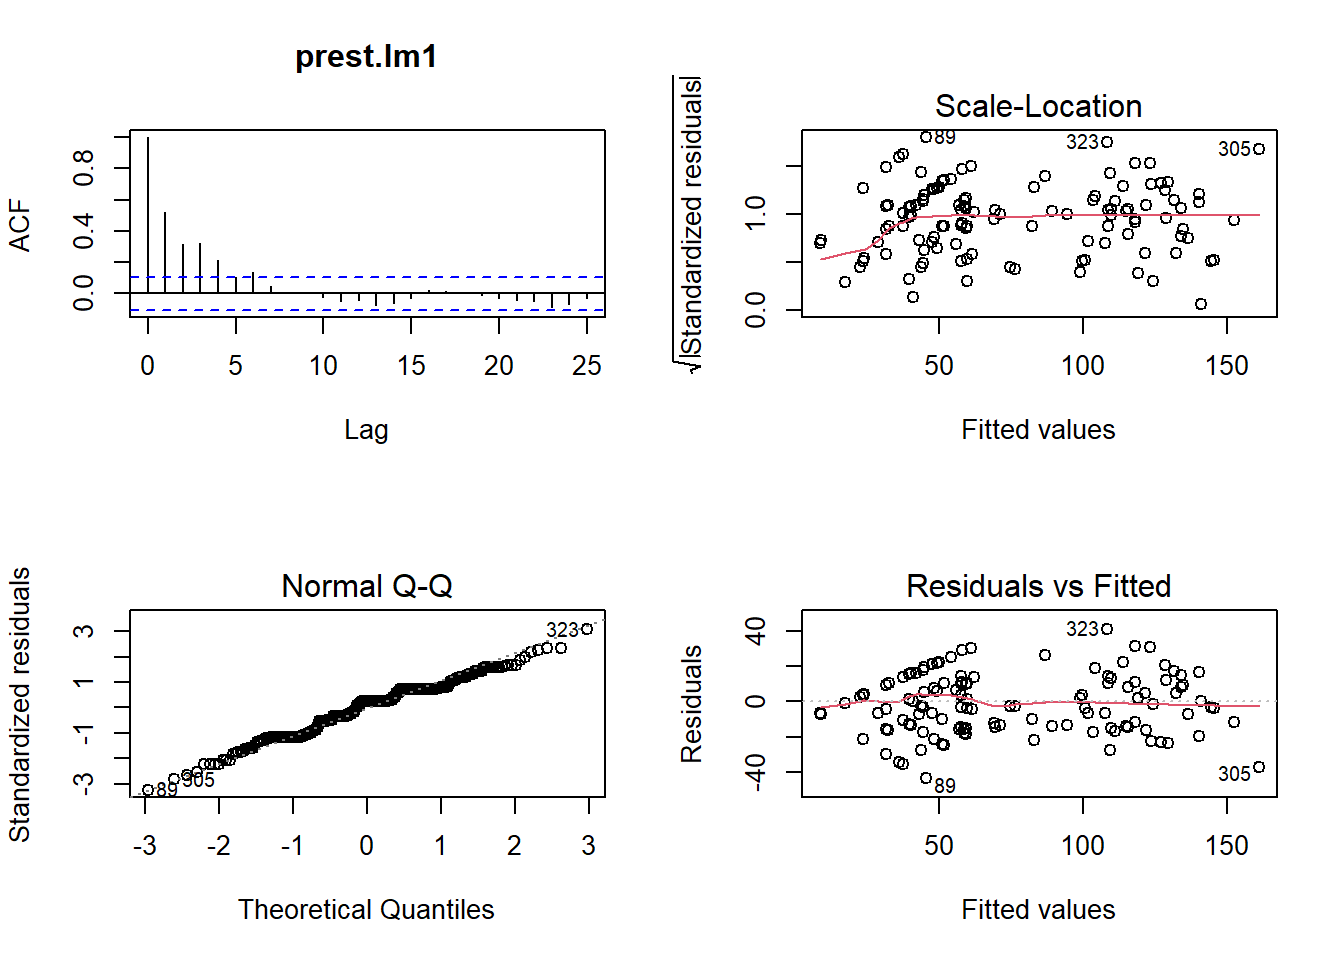 prest.lm1
ACF
0.0 0.4 0.8
0 5 10 15 20 25
Lag
Scale-Location
√|Standardized residuals|
0.0 1.0
89
323
305
50 100 150
Fitted values
Normal Q-Q
Standardized residuals
-3 -1 1 3
323
305
89
-3 -2 -1 0 1 2 3
Theoretical Quantiles
Residuals vs Fitted
Residuals
-40 0 40
323
305
89
50 100 150
Fitted values